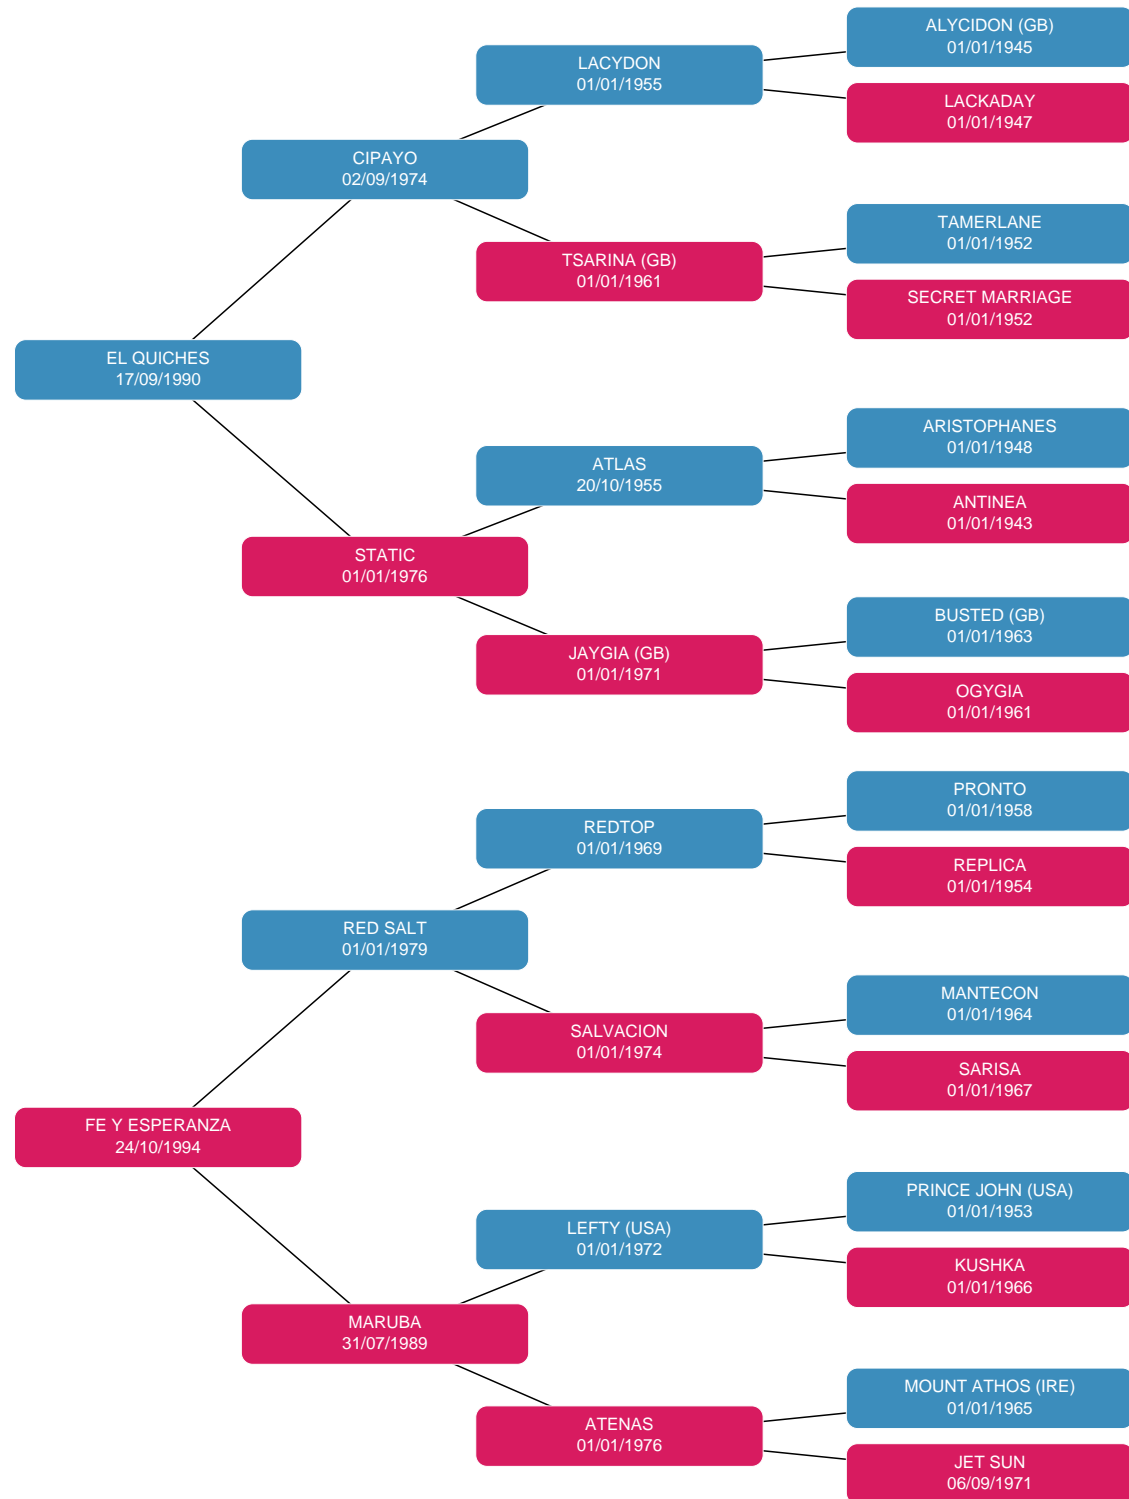 ALYCIDON (GB)
01/01/1945
LACYDON
01/01/1955
LACKADAY
01/01/1947
CIPAYO
02/09/1974
TAMERLANE
01/01/1952
TSARINA (GB)
01/01/1961
SECRET MARRIAGE
01/01/1952
EL QUICHES
17/09/1990
ARISTOPHANES
01/01/1948
ATLAS
20/10/1955
ANTINEA
01/01/1943
STATIC
01/01/1976
BUSTED (GB)
01/01/1963
JAYGIA (GB)
01/01/1971
OGYGIA
01/01/1961
PRONTO
01/01/1958
REDTOP
01/01/1969
REPLICA
01/01/1954
RED SALT
01/01/1979
MANTECON
01/01/1964
SALVACION
01/01/1974
SARISA
01/01/1967
FE Y ESPERANZA
24/10/1994
PRINCE JOHN (USA)
01/01/1953
LEFTY (USA)
01/01/1972
KUSHKA
01/01/1966
MARUBA
31/07/1989
MOUNT ATHOS (IRE)
01/01/1965
ATENAS
01/01/1976
JET SUN
06/09/1971